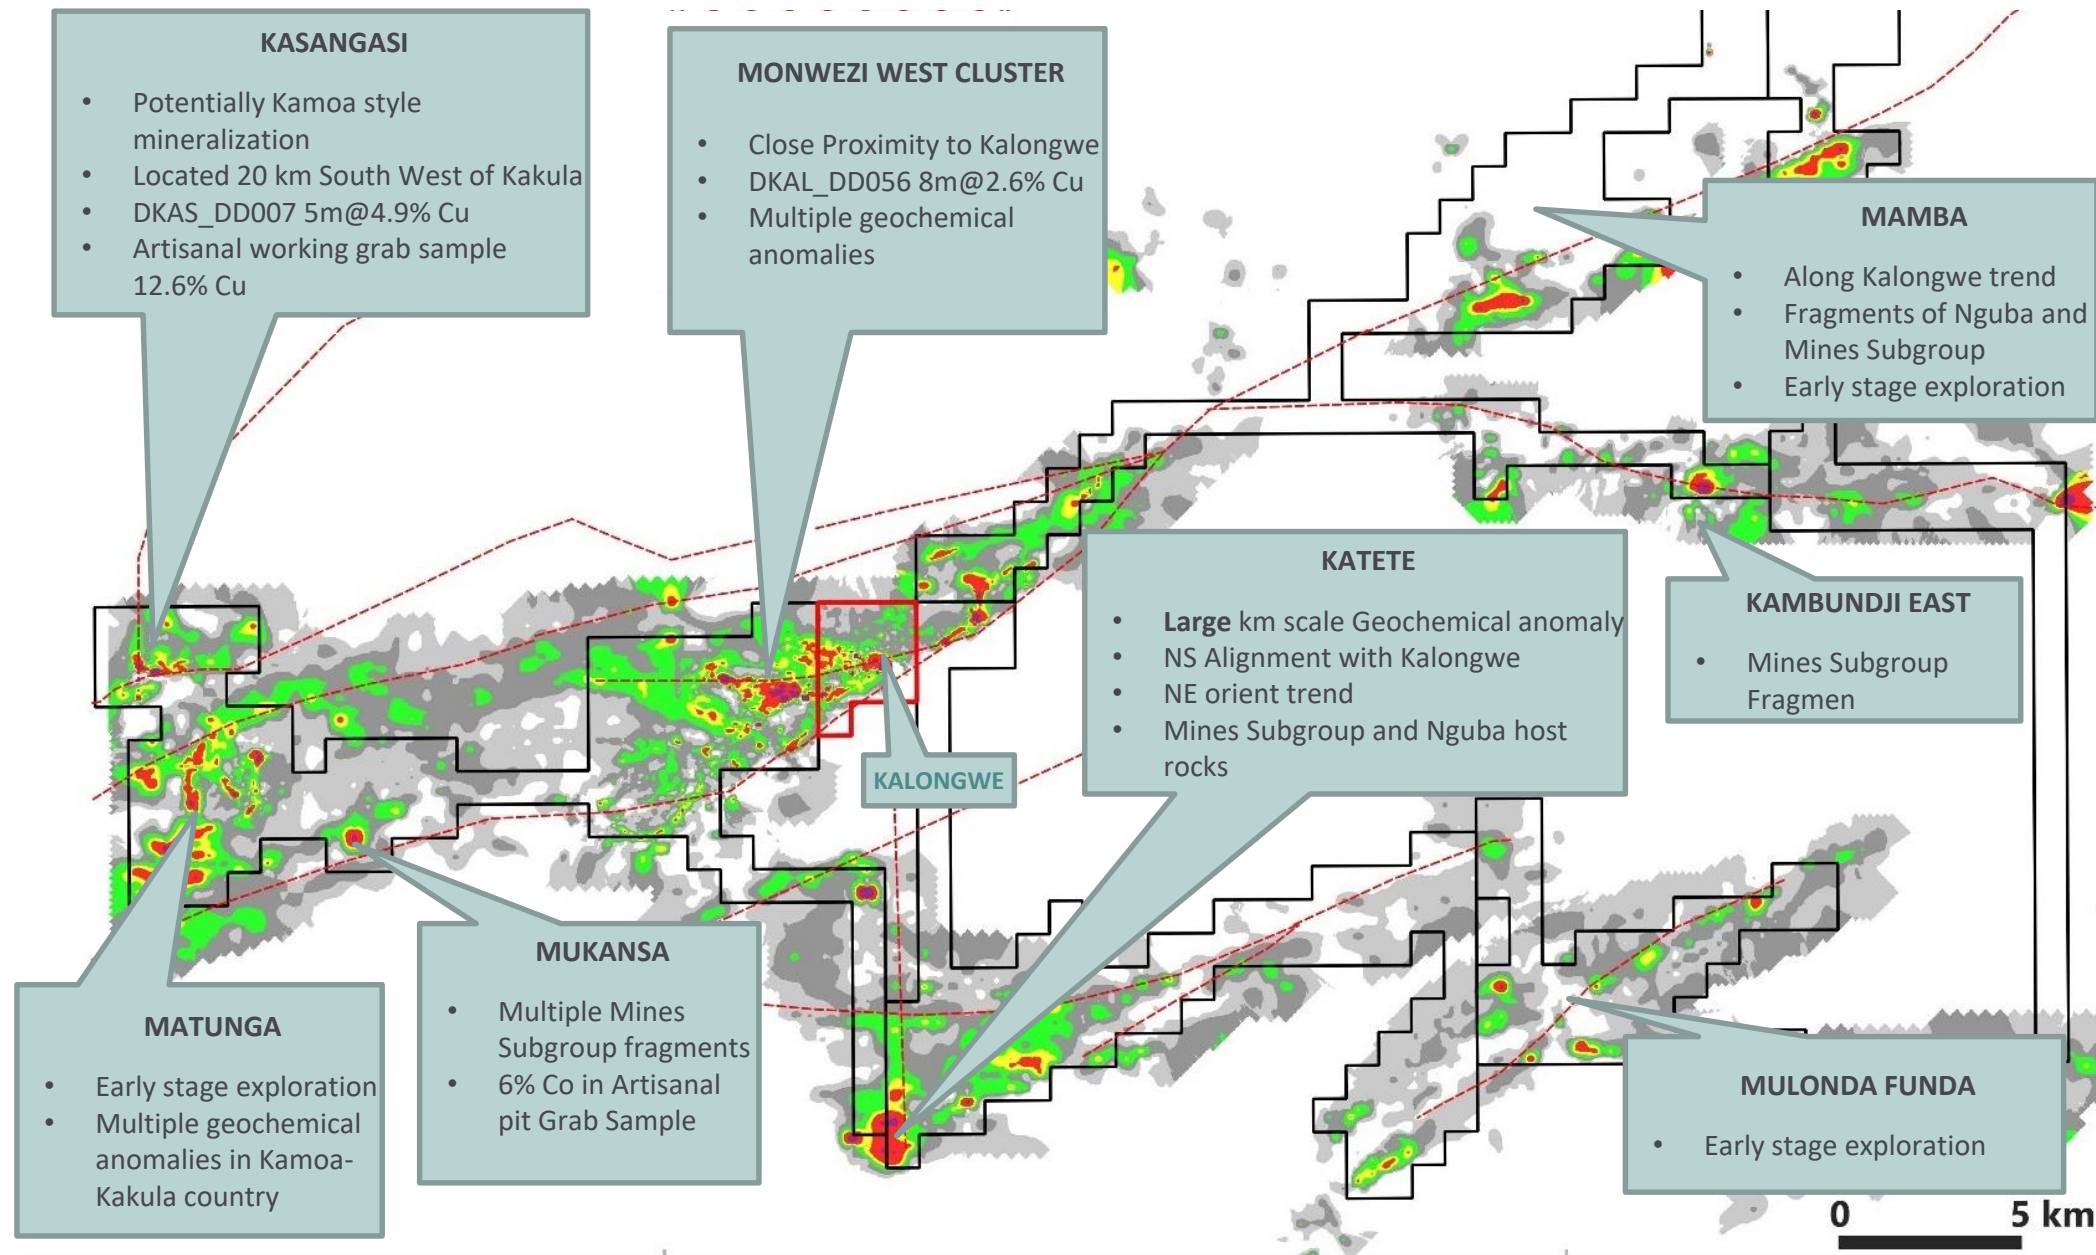 KASANGASI
• Potentially Kamoa style
mineralization
• Located 20 km South West of Kakula
• DKAS_DD007 5m@4.9% Cu
• Artisanal working grab sample
12.6% Cu
MONWEZI WEST CLUSTER
• Close Proximity to Kalongwe
• DKAL_DD056 8m@2.6% Cu
• Multiple geochemical
anomalies
MAMBA
• Along Kalongwe trend
• Fragments of Nguba and
Mines Subgroup
• Early stage exploration
KATETE
• Large km scale Geochemical anomaly
• NS Alignment with Kalongwe
• NE orient trend
• Mines Subgroup and Nguba host
rocks
KAMBUNDJI EAST
• Mines Subgroup
Fragmen
KALONGWE
MUKANSA
• Multiple Mines
Subgroup fragments
• 6% Co in Artisanal
pit Grab Sample
MATUNGA
• Early stage exploration
• Multiple geochemical
anomalies in Kamoa-
Kakula country
MULONDA FUNDA
• Early stage exploration
0 5 km